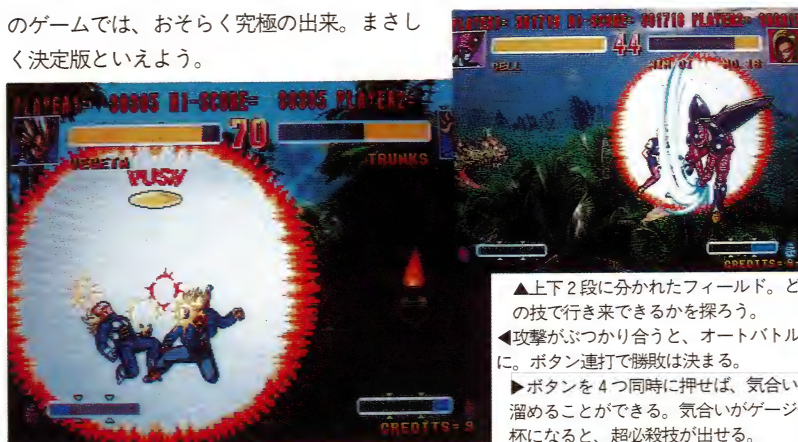 のゲームでは、おそらく究極の出来。まさし
く決定版といえよう。
HI-SCORE=
44
CELL
CREDITS= 9
HI-SCORE=
70
VEGETA
TRUNKS
PUSH
CREDITS= 9
▲上下2段に分かれたフィールド。ど
の技で行き来できるかを探ろう。
◀攻撃がぶつかり合うと、オートバトル
に。ボタン連打で勝敗は決まる。
▶ボタンを4つ同時に押せば、気合い
溜めることができる。気合いがゲージ
杯になると、超必殺技が出せる。